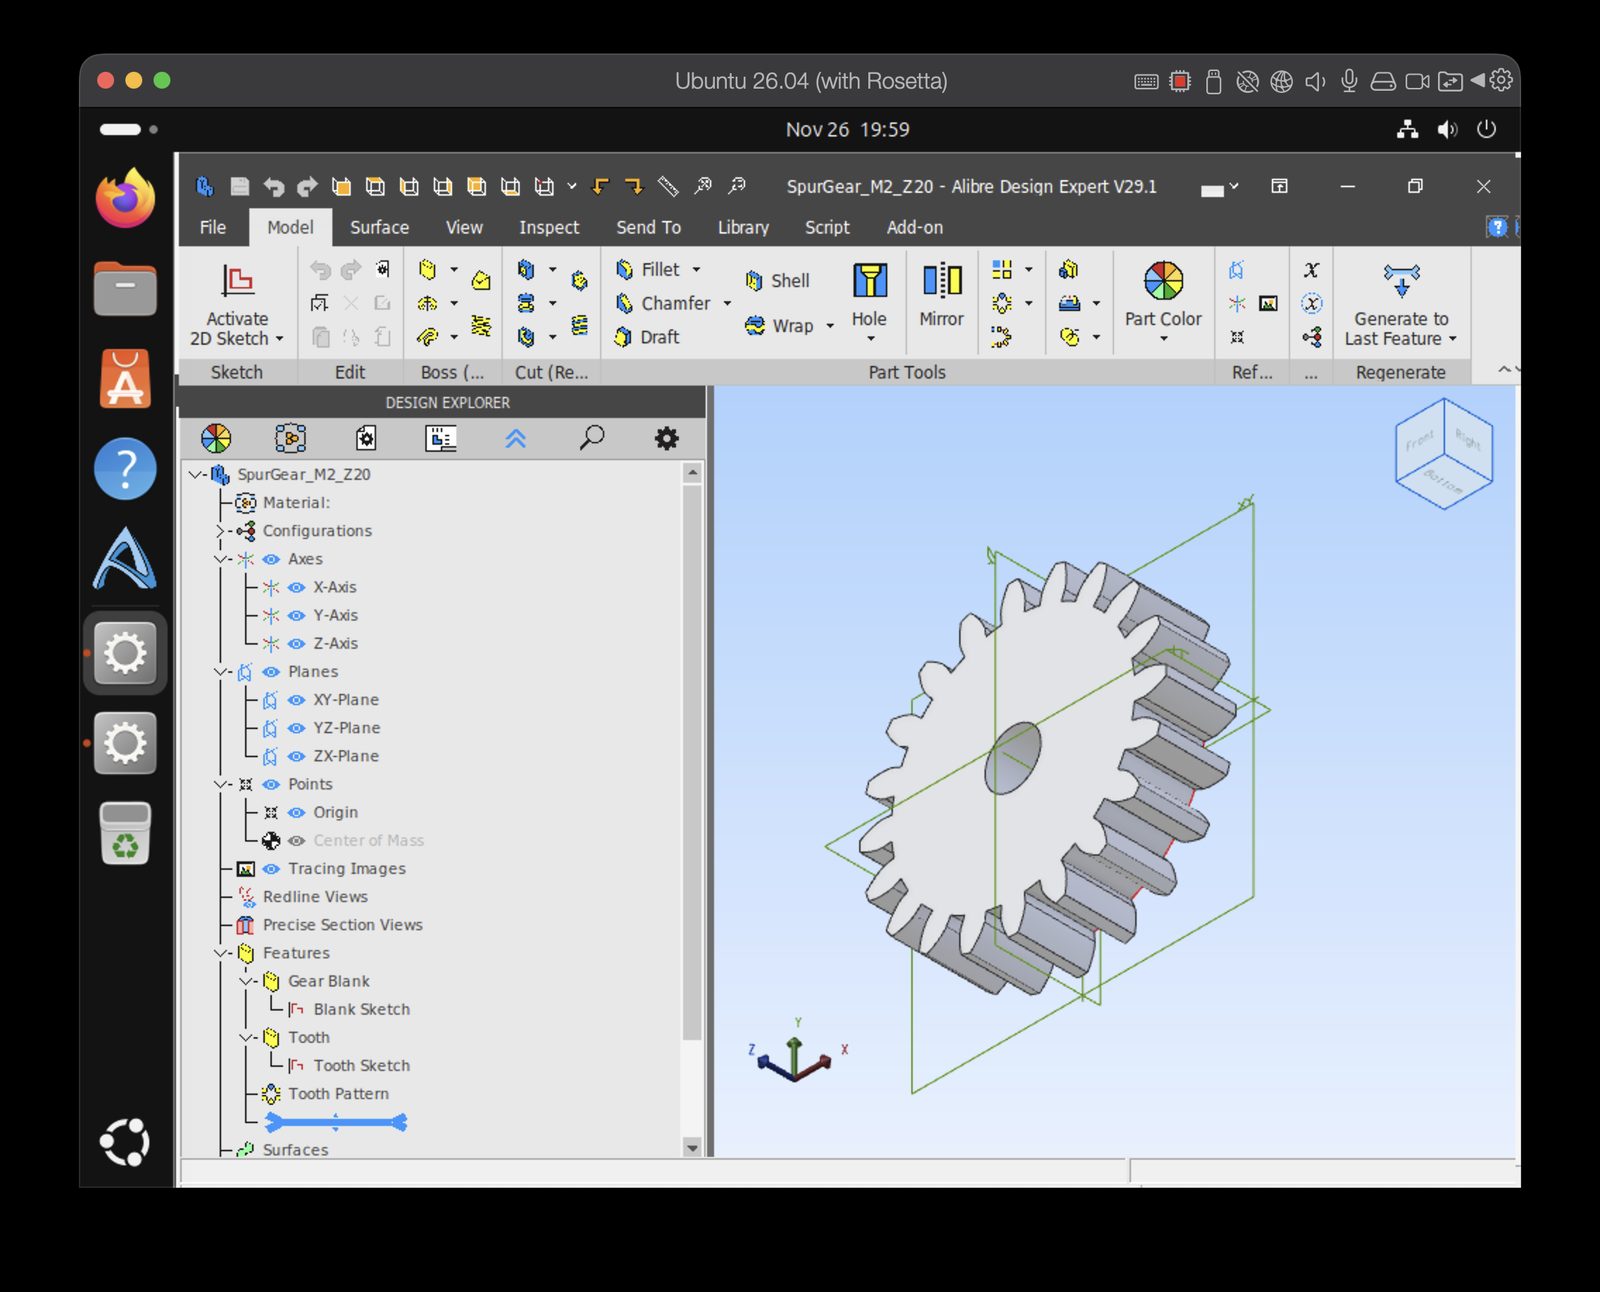 Ubuntu 26.04 (with Rosetta)
Nov 26 19:59
SpurGear_M2_Z20 - Alibre Design Expert V29.1
File Model Surface View Inspect Send To Library Script Add-on
Activate
2D Sketch
Fillet
Chamfer
Draft
Shell
Wrap
Hole
Mirror
Part Color
Generate to
Last Feature
Sketch Edit Boss (... Cut (Re... Part Tools Ref... ... Regenerate
DESIGN EXPLORER
SpurGear_M2_Z20
Material:
Configurations
Axes
X-Axis
Y-Axis
Z-Axis
Planes
XY-Plane
YZ-Plane
ZX-Plane
Points
Origin
Center of Mass
Tracing Images
Redline Views
Precise Section Views
Features
Gear Blank
Blank Sketch
Tooth
Tooth Sketch
Tooth Pattern
Surfaces
Front
Right
Bottom
Y
Z
X